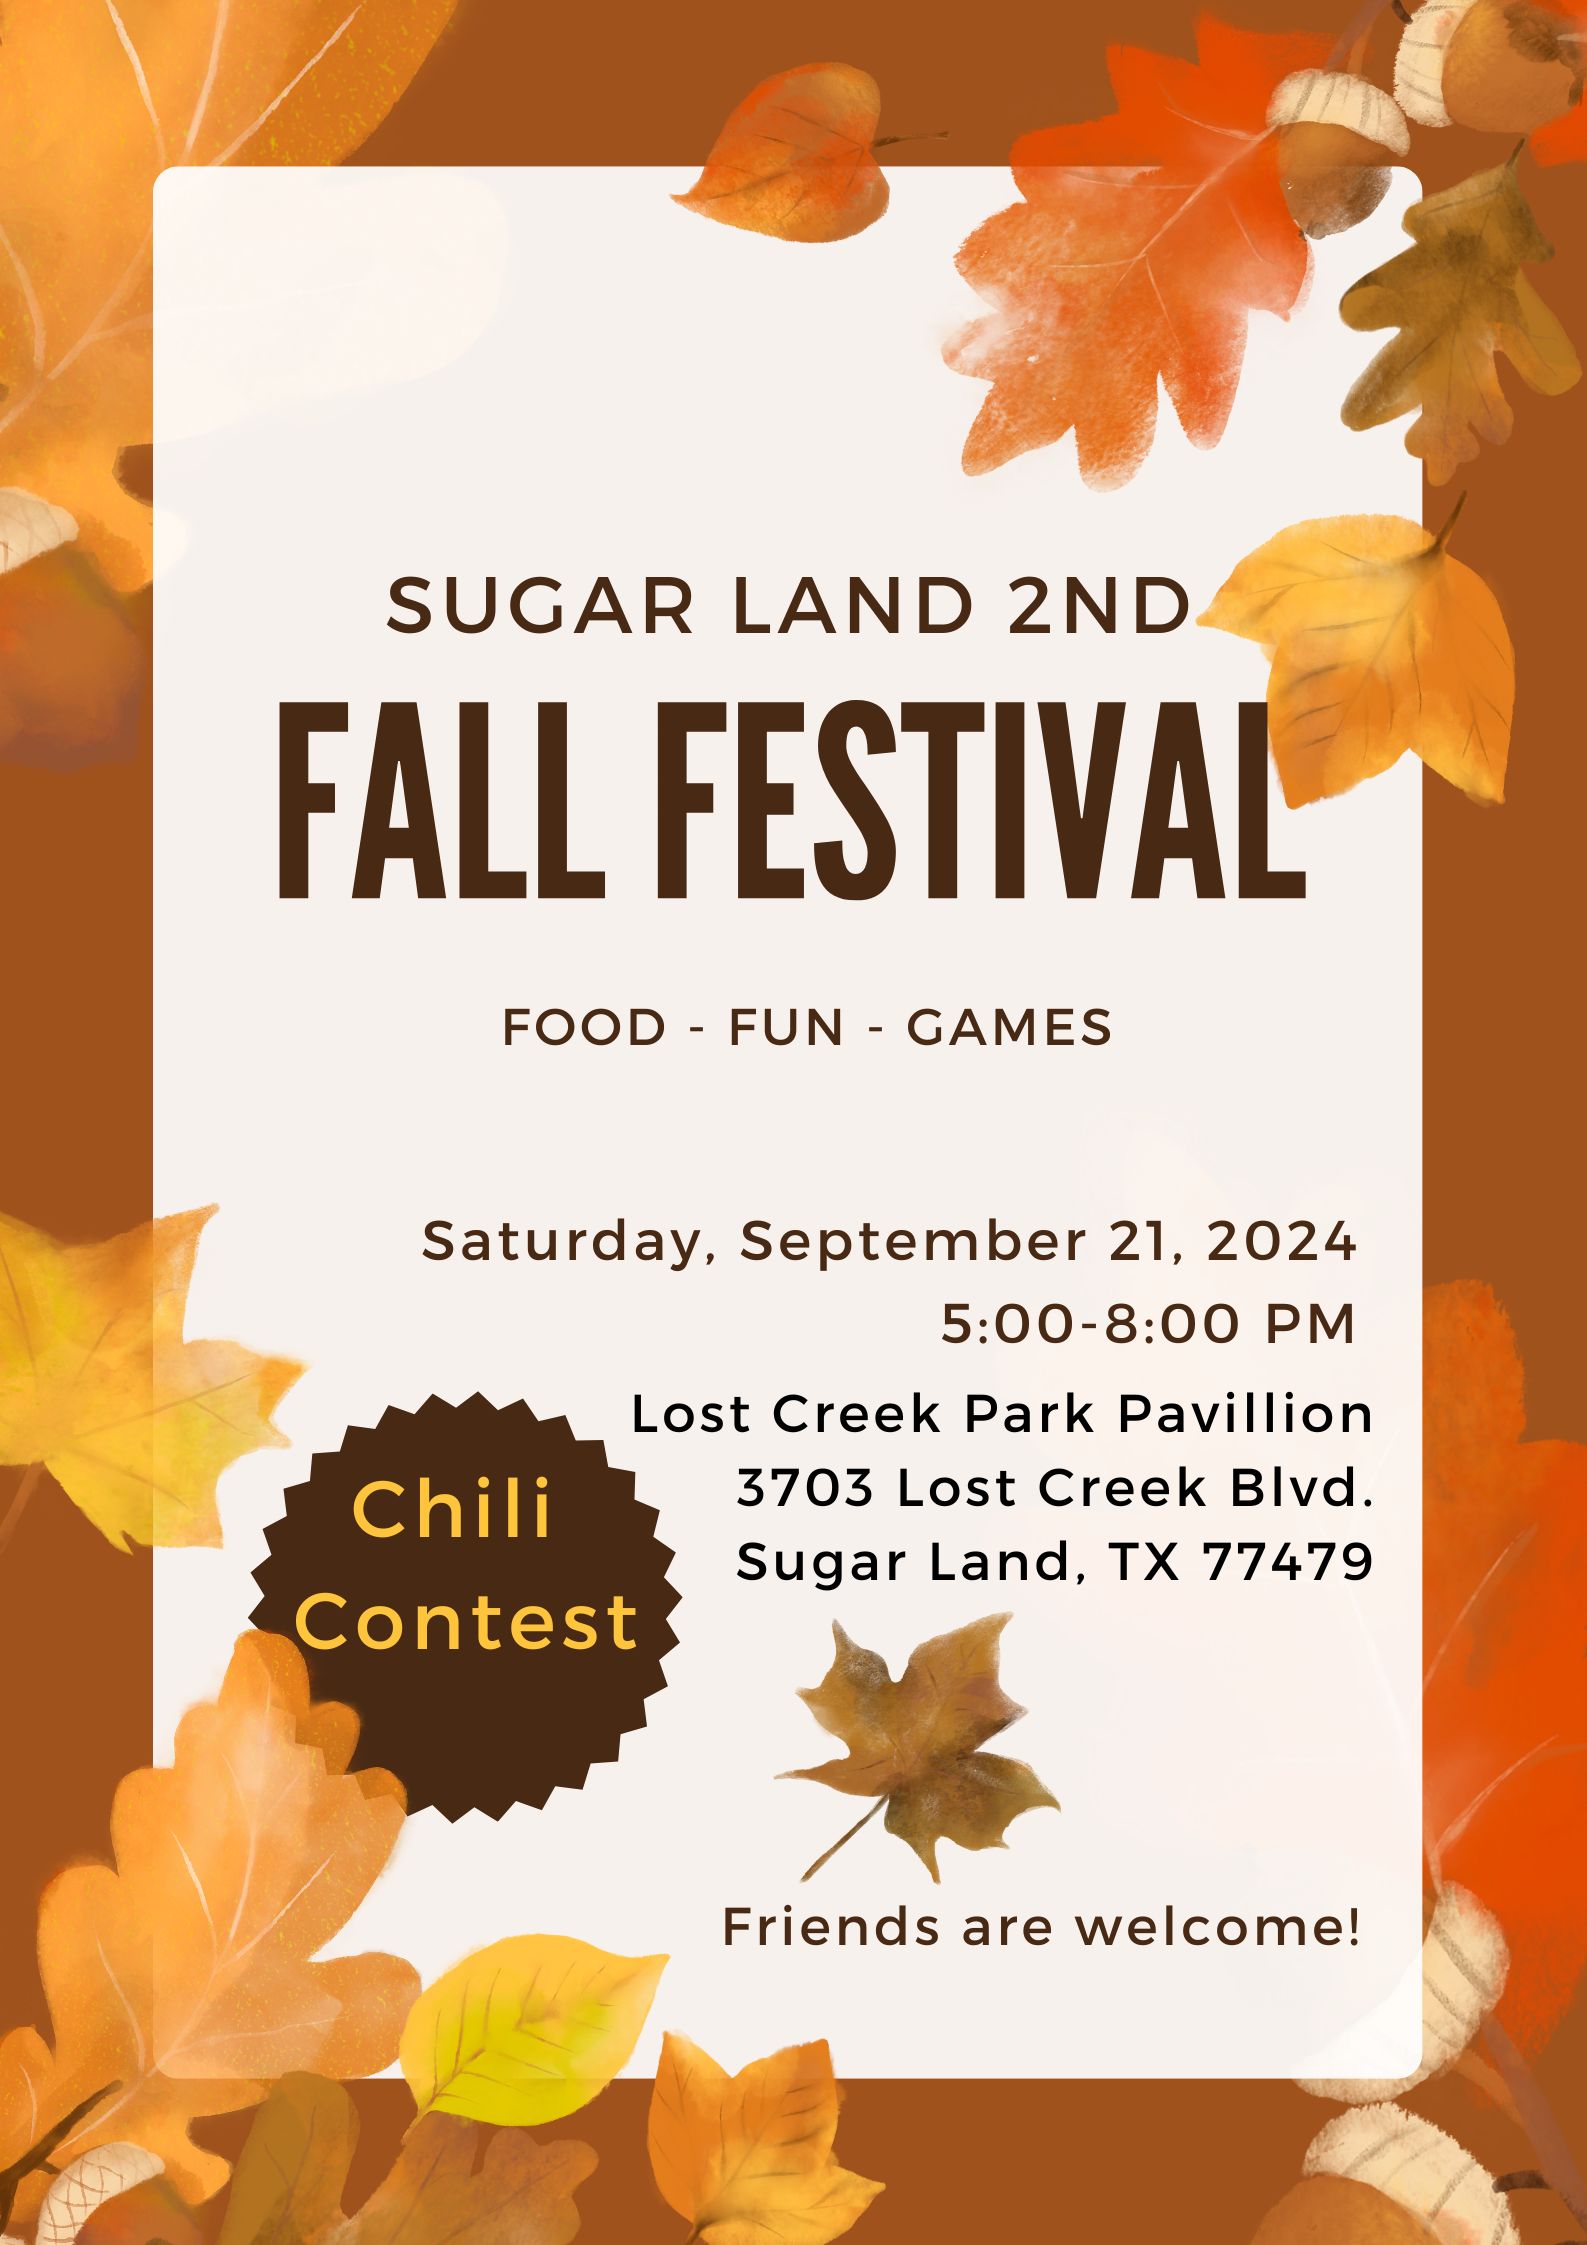 SUGAR LAND 2ND
FALL FESTIVAL
FOOD - FUN - GAMES
Saturday, September 21, 2024
5:00-8:00 PM
Lost Creek Park Pavillion
3703 Lost Creek Blvd.
Sugar Land, TX 77479
Chili
Contest
Friends are welcome!